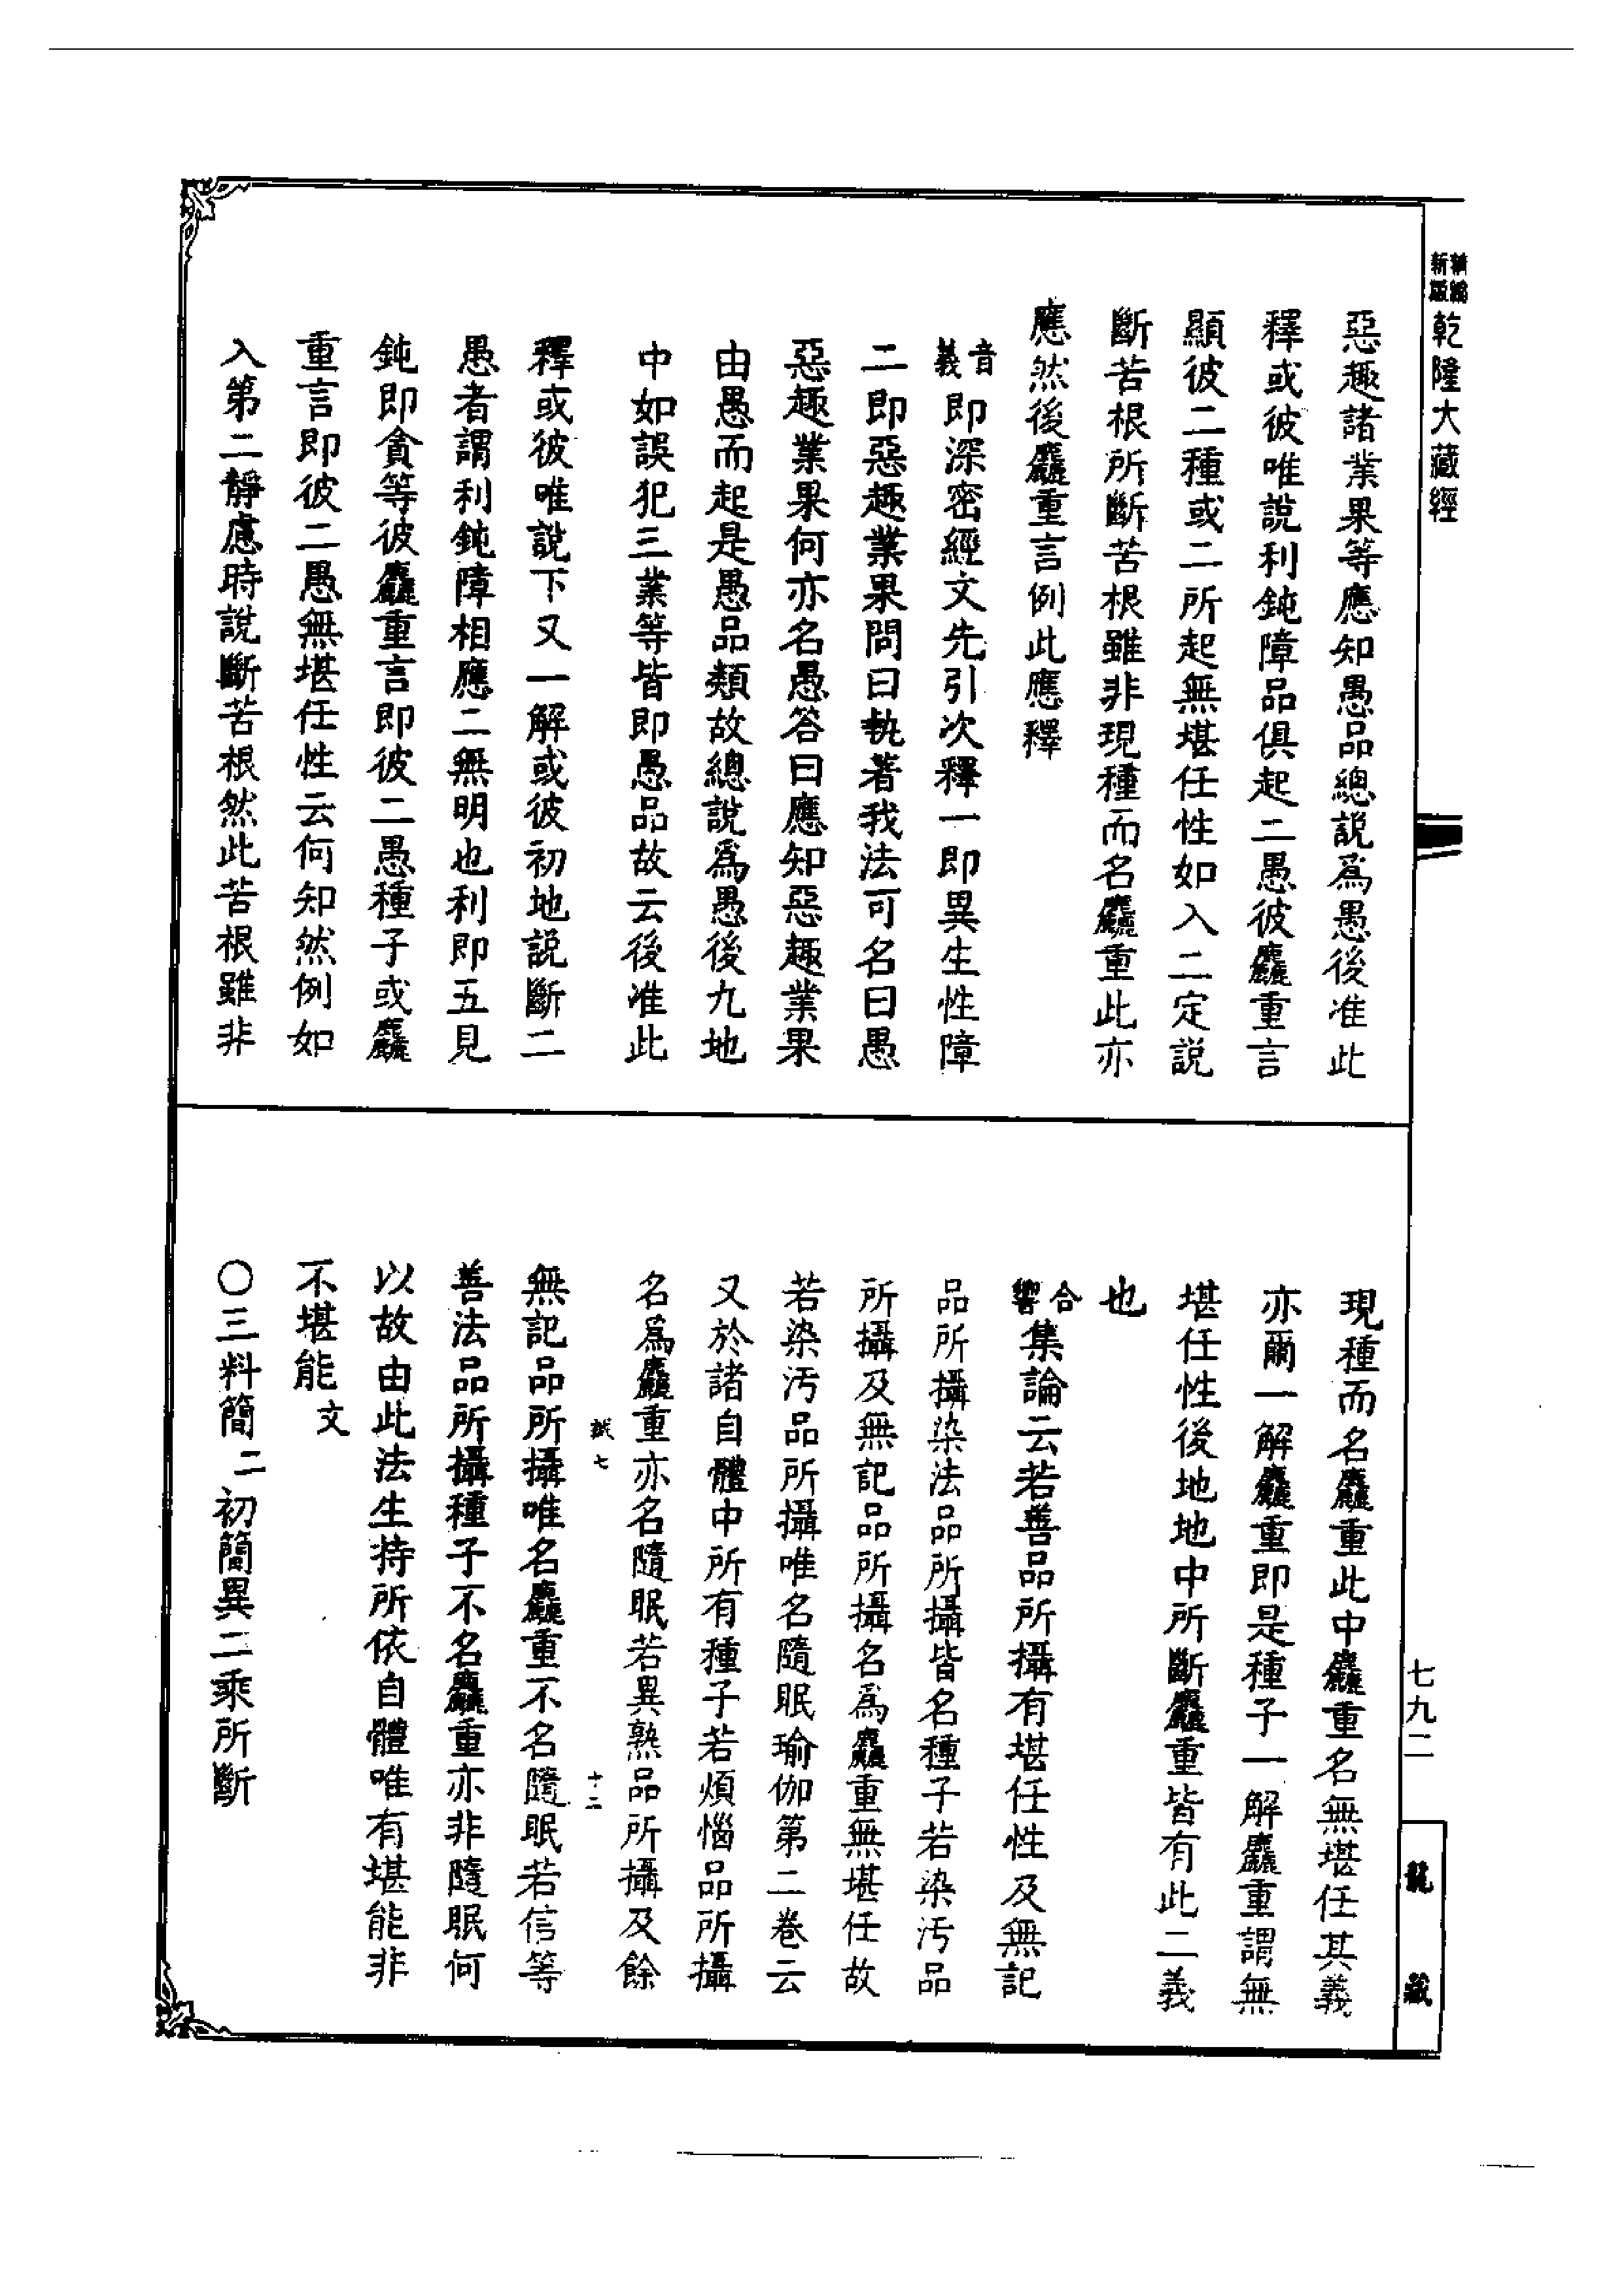 新編
精版
乾隆大藏經
惡趣諸業果等應知愚品總說爲愚後准此
釋或彼唯說利鈍障品俱起二愚彼麤重言
顯彼二種或二所起無堪任性如入二定說
斷苦根所斷苦根雖非現種而名麤重此亦
應然後麤重言例此應釋
音義即深密經文先引次釋一即異生性障
二即惡趣業果問曰執著我法可名曰愚
惡趣業果何亦名愚答曰應知惡趣業果
由愚而起是愚品類故總說爲愚後九地
中如誤犯三業等皆即愚品故云後准此
釋或彼唯說下又一解或彼初地說斷二
愚者謂利鈍障相應二無明也利即五見
鈍即貪等彼麤重言即彼二愚種子或麤
重言即彼二愚無堪任性云何知然例如
入第二靜慮時說斷苦根然此苦根雖非
現種而名麤重此中麤重名無堪任其義
亦爾一解麤重即是種子一解麤重謂無
堪任性後地地中所斷麤重皆有此二義
也
合響集論云若善品所攝有堪任性及無記
品所攝染法品所攝皆名種子若染汚品
所攝及無記品所攝名爲麤重無堪任故
若染汚品所攝唯名隨眠瑜伽第二卷云
又於諸自體中所有種子若煩惱品所攝
名爲麤重亦名隨眠若異熟品所攝及餘
無記品所攝唯名麤重不名隨眠若信等
善法品所攝種子不名麤重亦非隨眠何
以故由此法生持所依自體唯有堪能非
不堪能文
〇三料簡二初簡異二乘所斷
七九二
龍藏